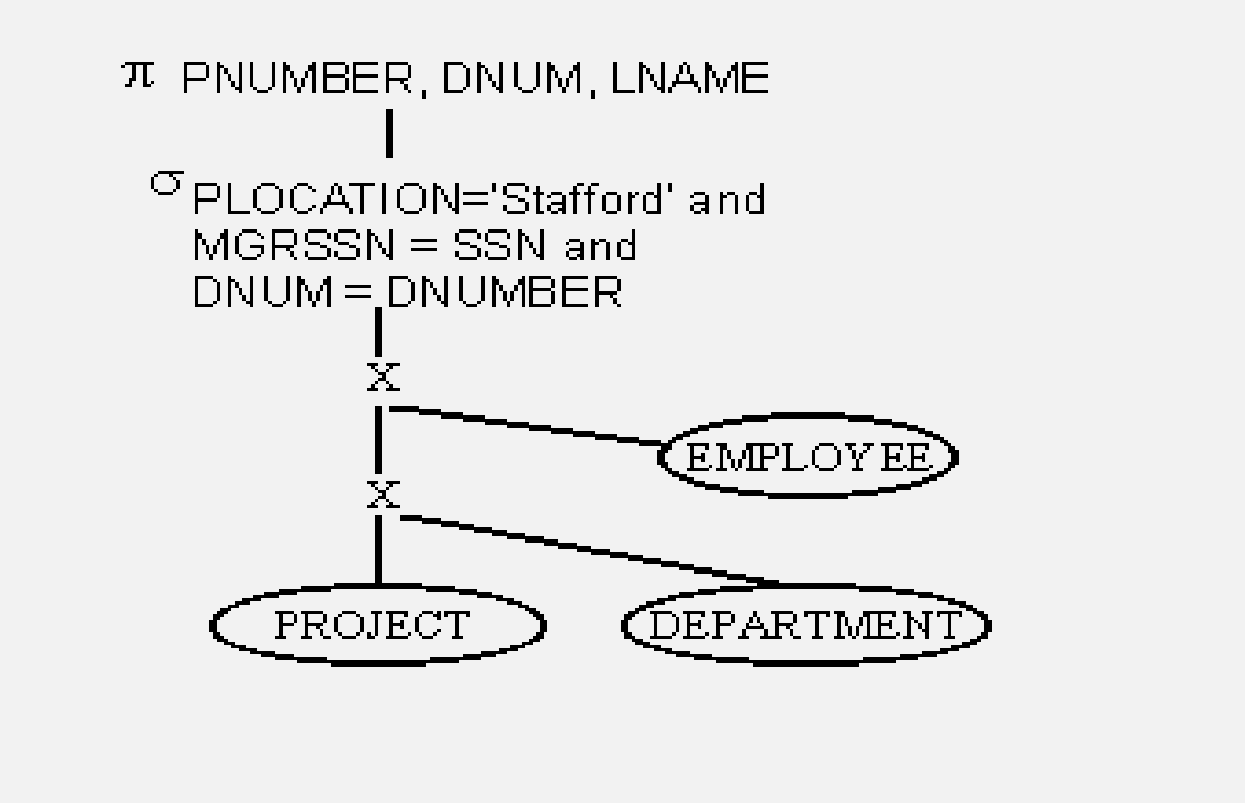 π PNUMBER, DNUM, LNAME
σ PLOCATION='Stafford' and
MGRSSN = SSN and
DNUM = DNUMBER
X
EMPLOYEE
X
PROJECT
DEPARTMENT